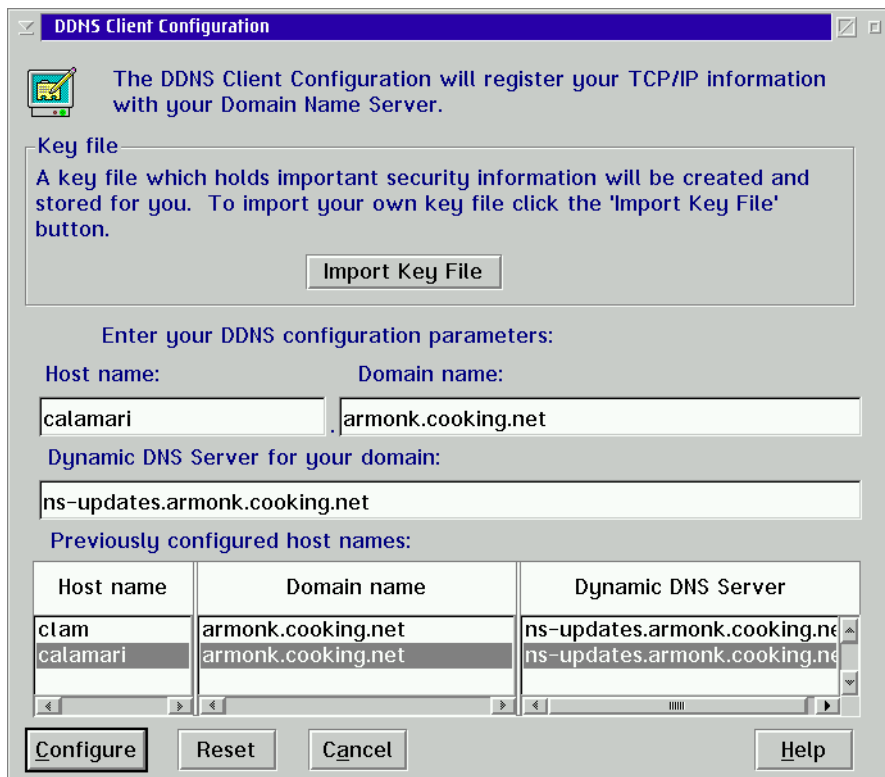 DDNS Client Configuration
The DDNS Client Configuration will register your TCP/IP information
with your Domain Name Server.
Key file
A key file which holds important security information will be created and
stored for you. To import your own key file click the 'Import Key File'
button.
Import Key File
Enter your DDNS configuration parameters:
Host name: Domain name:
calamari . armonk.cooking.net
Dynamic DNS Server for your domain:
ns-updates.armonk.cooking.net
Previously configured host names:
Host name Domain name Dynamic DNS Server
clam armonk.cooking.net ns-updates.armonk.cooking.ne
calamari armonk.cooking.net ns-updates.armonk.cooking.ne
Configure Reset Cancel Help